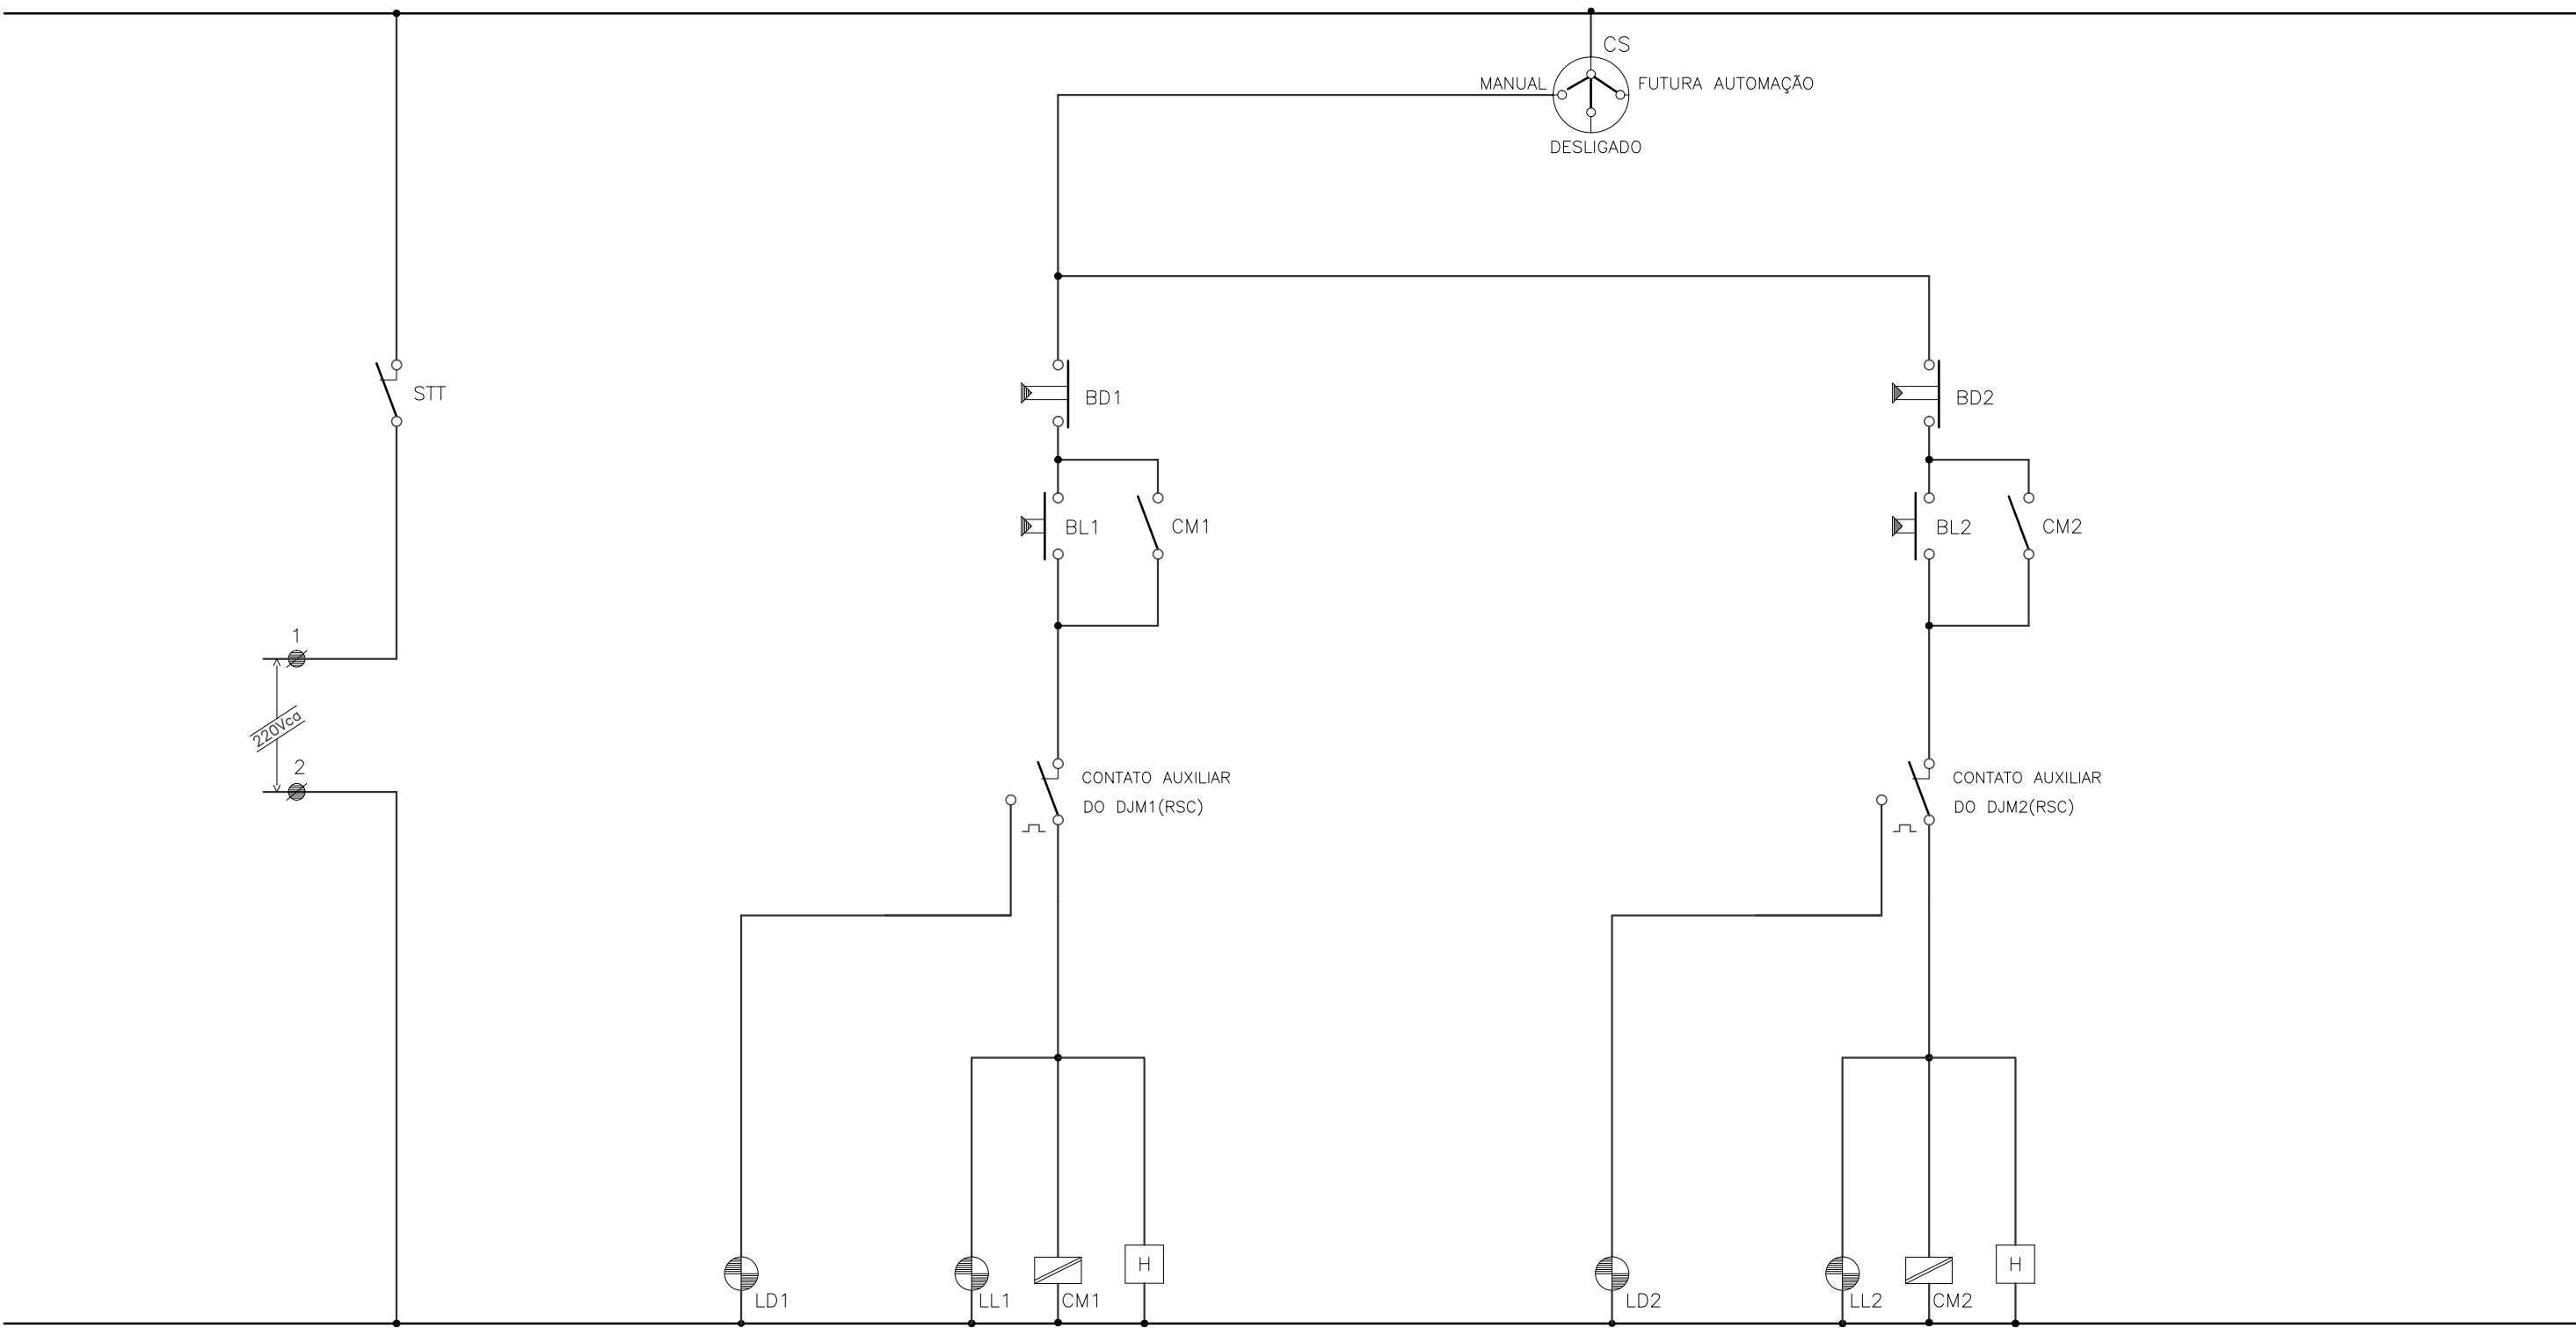 CS
MANUAL
FUTURA AUTOMAÇÃO
DESLIGADO
STT
BD1
BD2
BL1
CM1
BL2
CM2
1
220Vca
2
CONTATO AUXILIAR
DO DJM1(RSC)
CONTATO AUXILIAR
DO DJM2(RSC)
H
H
LD1
LL1
CM1
LD2
LL2
CM2